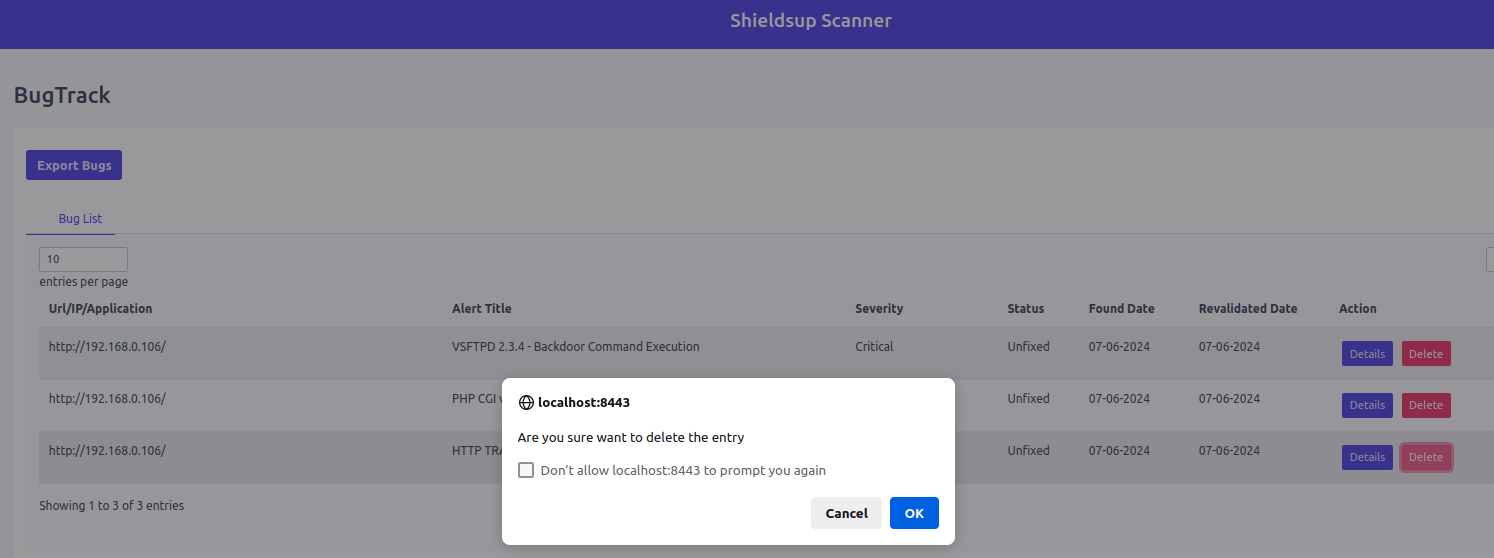 Shieldsup Scanner
BugTrack
Export Bugs
Bug List
10
entries per page
Url/IP/Application Alert Title Severity Status Found Date Revalidated Date Action
http://192.168.0.106/ VSFTPD 2.3.4 - Backdoor Command Execution Critical Unfixed 07-06-2024 07-06-2024 Details Delete
http://192.168.0.106/ PHP CGI Unfixed 07-06-2024 07-06-2024 Details Delete
http://192.168.0.106/ HTTP Unfixed 07-06-2024 07-06-2024 Details Delete
Showing 1 to 3 of 3 entries
localhost:8443
Are you sure want to delete the entry
Don't allow localhost:8443 to prompt you again
Cancel OK